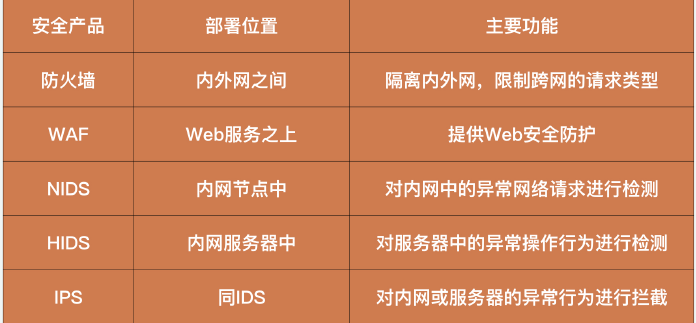 安全产品 部署位置 主要功能
防火墙 内外网之间 隔离内外网，限制跨网的请求类型
WAF Web服务之上 提供Web安全防护
NIDS 内网节点中 对内网中的异常网络请求进行检测
HIDS 内网服务器中 对服务器中的异常操作行为进行检测
IPS 同IDS 对内网或服务器的异常行为进行拦截